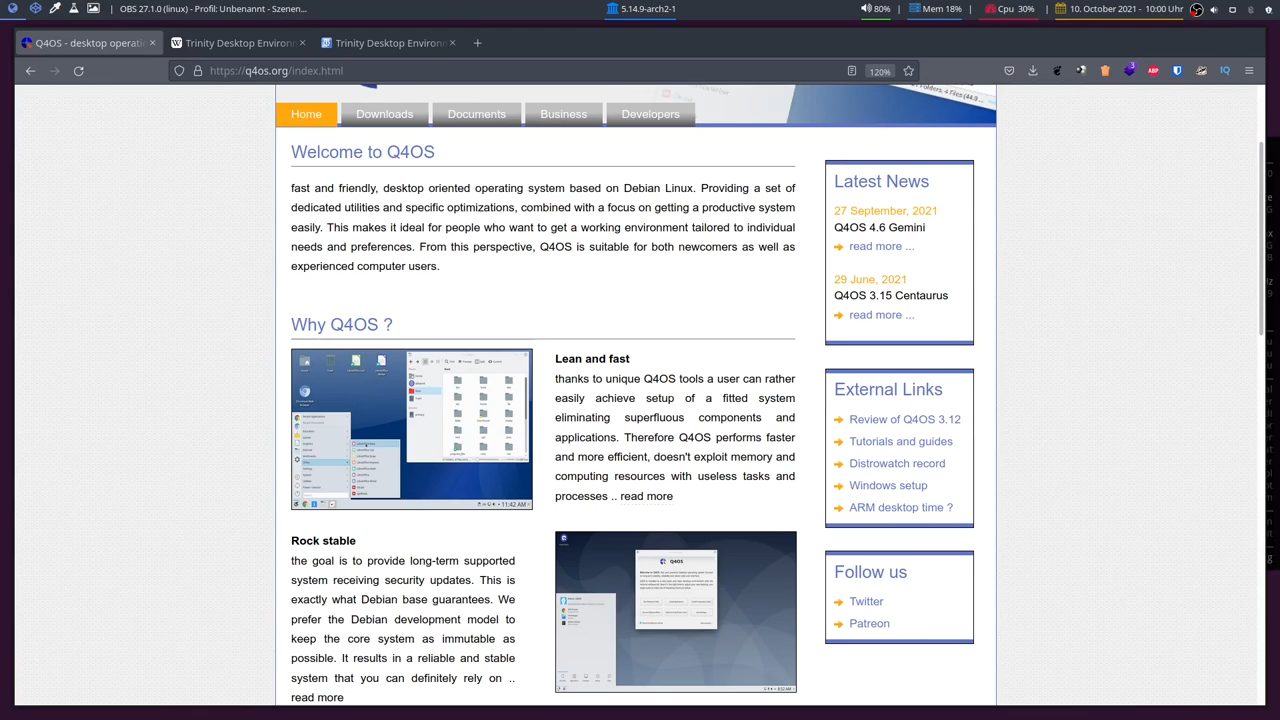 OBS 27.1.0 (linux) - Profil: Unbenannt - Szenen...
5.14.9-arch2-1
80%
Mem 18%
Cpu 30%
10. October 2021 - 10:00 Uhr
Q4OS - desktop operati
Trinity Desktop Environ
Trinity Desktop Environ
https://q4os.org/index.html
120%
3
ABP
IQ
Home
Downloads
Documents
Business
Developers
Welcome to Q4OS
fast and friendly, desktop oriented operating system based on Debian Linux. Providing a set of
dedicated utilities and specific optimizations, combined with a focus on getting a productive system
easily. This makes it ideal for people who want to get a working environment tailored to individual
needs and preferences. From this perspective, Q4OS is suitable for both newcomers as well as
experienced computer users.
Why Q4OS ?
11:42 AM
Lean and fast
thanks to unique Q4OS tools a user can rather
easily achieve setup of a fitted system
eliminating superfluous components and
applications. Therefore Q4OS performs faster
and more efficient, doesn't exploit memory and
computing resources with useless tasks and
processes .. read more
Rock stable
the goal is to provide long-term supported
system receiving security updates. This is
exactly what Debian base guarantees. We
prefer the Debian development model to
keep the core system as immutable as
possible. It results in a reliable and stable
system that you can definitely rely on ..
read more
Q4OS
Latest News
27 September, 2021
Q4OS 4.6 Gemini
read more ...
29 June, 2021
Q4OS 3.15 Centaurus
read more ...
External Links
Review of Q4OS 3.12
Tutorials and guides
Distrowatch record
Windows setup
ARM desktop time ?
Follow us
Twitter
Patreon